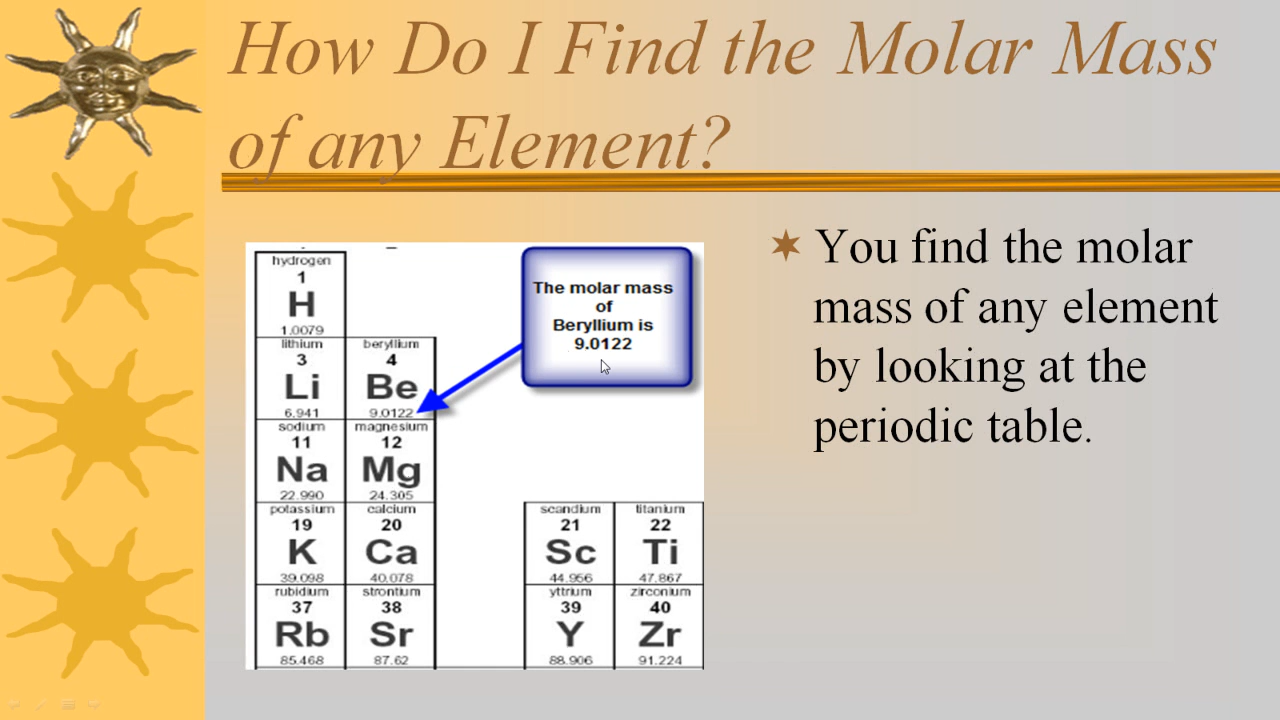 How Do I Find the Molar Mass
of any Element?
hydrogen
1
H
1.0079
lithium
3
Li
6.941
beryllium
4
Be
9.0122
sodium
11
Na
22.990
magnesium
12
Mg
24.305
potassium
19
K
39.098
calcium
20
Ca
40.078
scandium
21
Sc
44.956
titanium
22
Ti
47.867
rubidium
37
Rb
85.468
strontium
38
Sr
87.62
yttrium
39
Y
88.906
zirconium
40
Zr
91.224
The molar mass
of
Beryllium is
9.0122
You find the molar
mass of any element
by looking at the
periodic table.